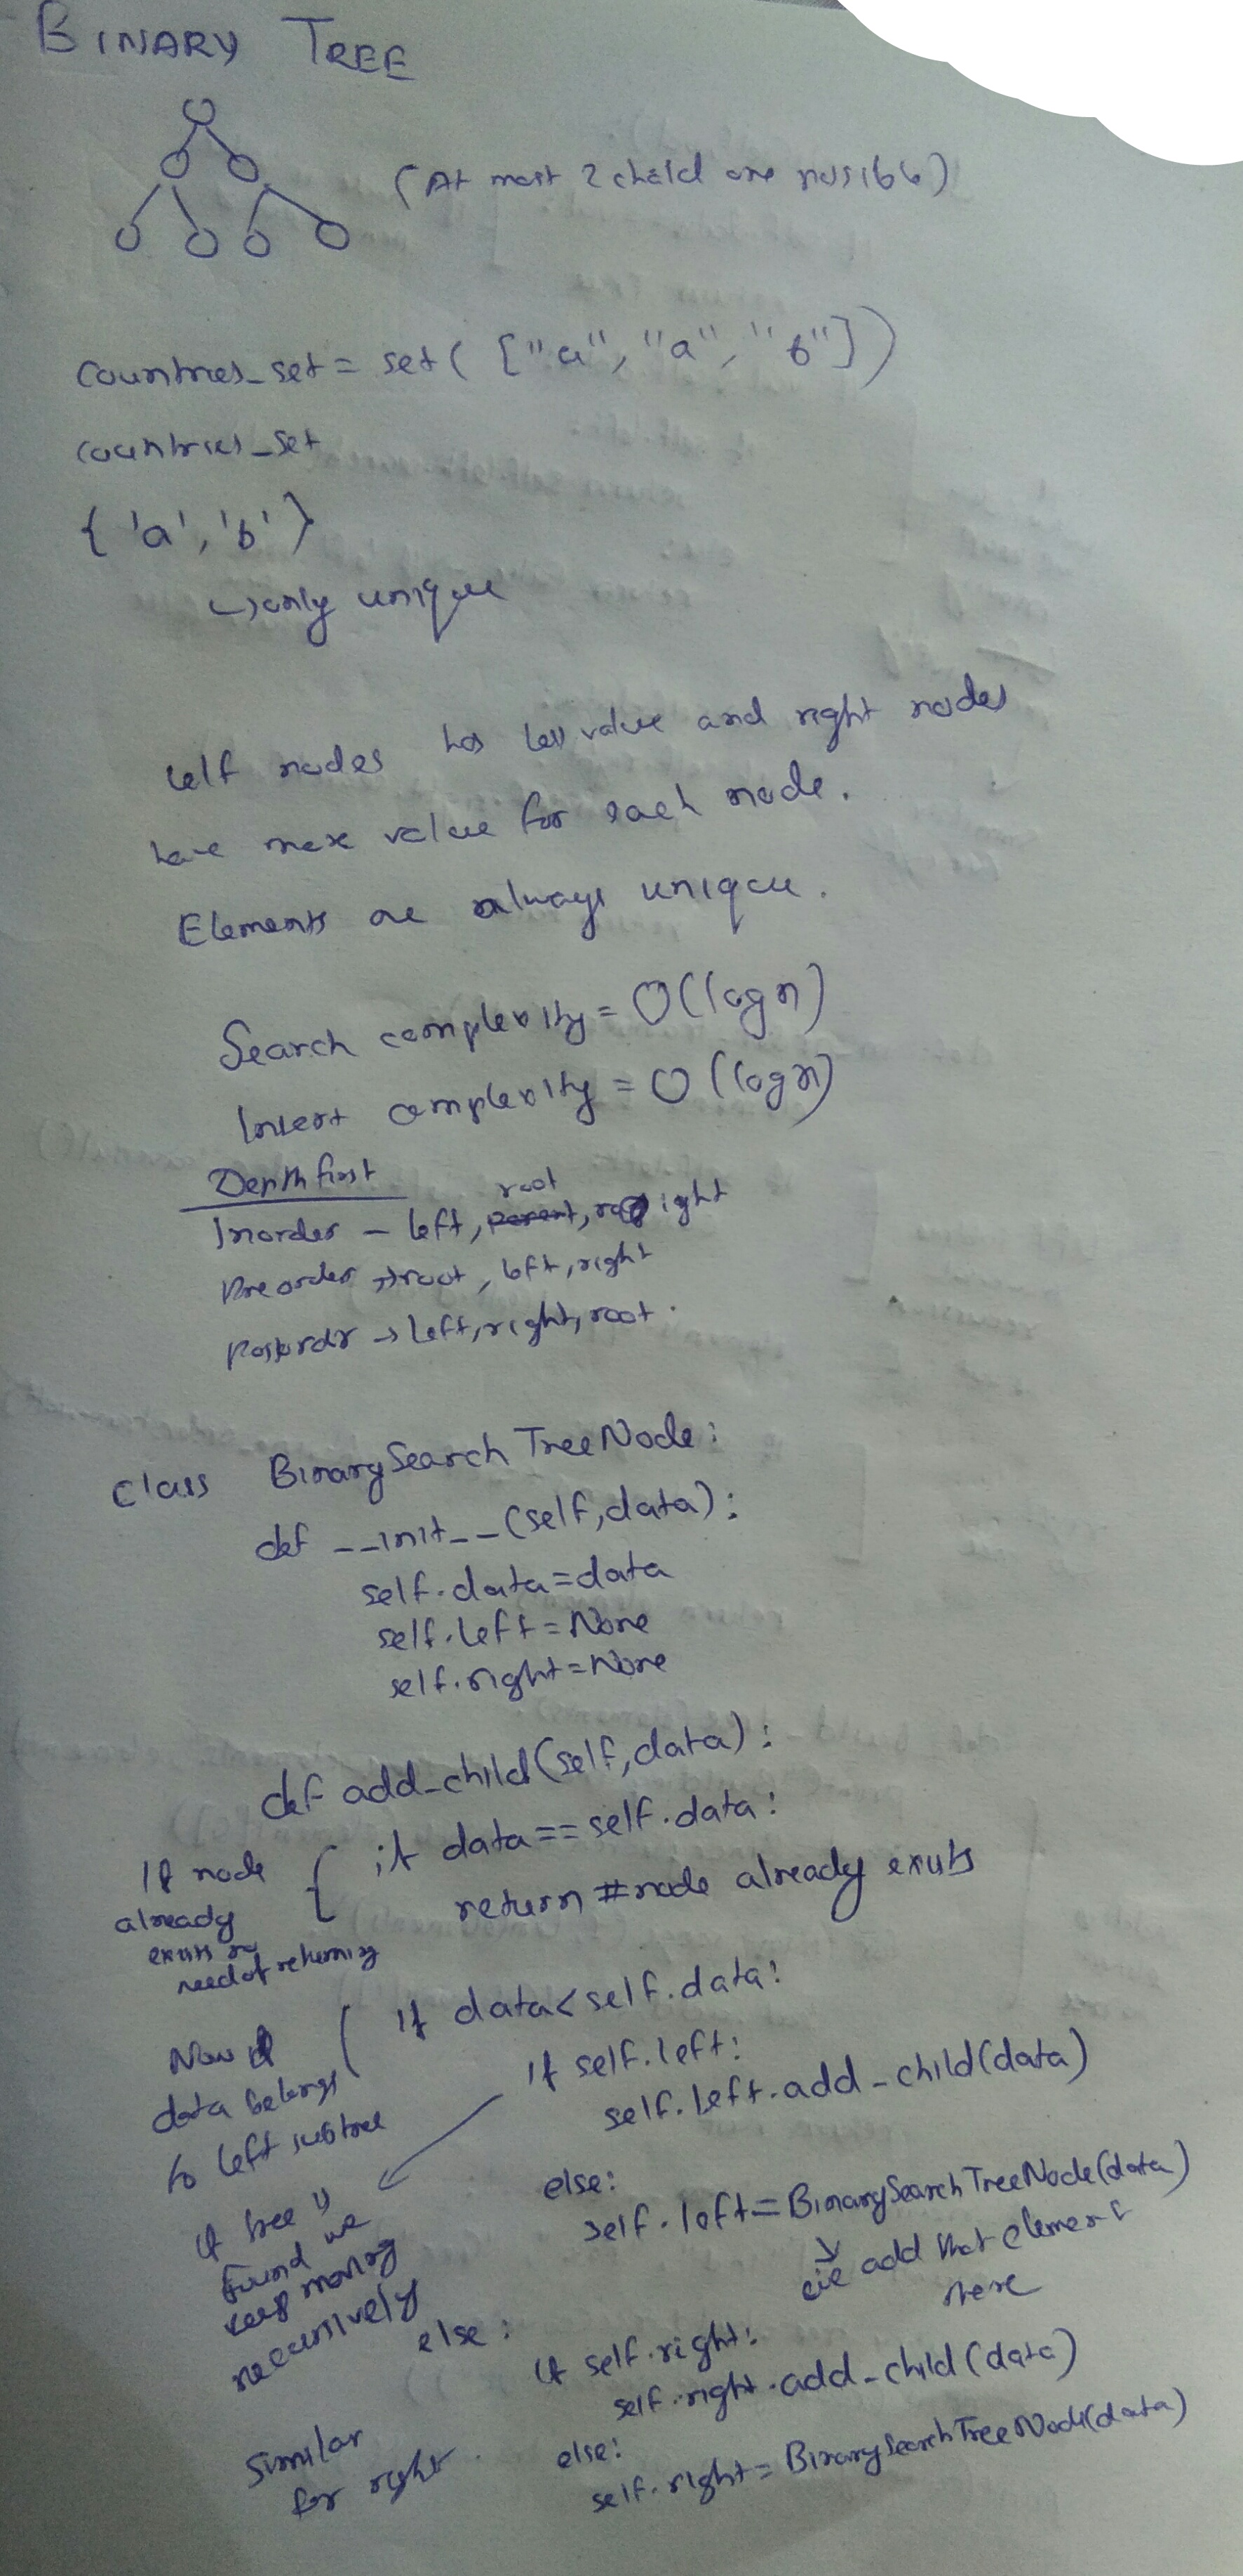 BINARY TREE
(At most 2 child are possible)
countries_set = set( ["a", "a", "b"])
countries_set
{ 'a', 'b' }
↳ only unique
left nodes has less value and right nodes
have more value for each node.
Elements are always unique.
Search complexity = O(log n)
Insert complexity = O(log n)
Depth first
root
Inorder - left, parent, right
Preorder → root, left, right
Postordr → left, right, root.
class BinarySearchTreeNode:
def __init__(self,data):
self.data=data
self.left=None
self.right=None
def add_child(self,data):
if data==self.data:
return #node already exists
If node
already
exists no
need of returning
if data<self.data:
if self.left:
self.left.add_child(data)
Now if
data belongs
to left subtree
else:
self.left=BinarySearchTreeNode(data)
add that element
here
if tree is
found we
keep moving
recursively
else:
if self.right:
self.right.add_child(data)
else:
self.right=BinarySearchTreeNode(data)
similar
for right.